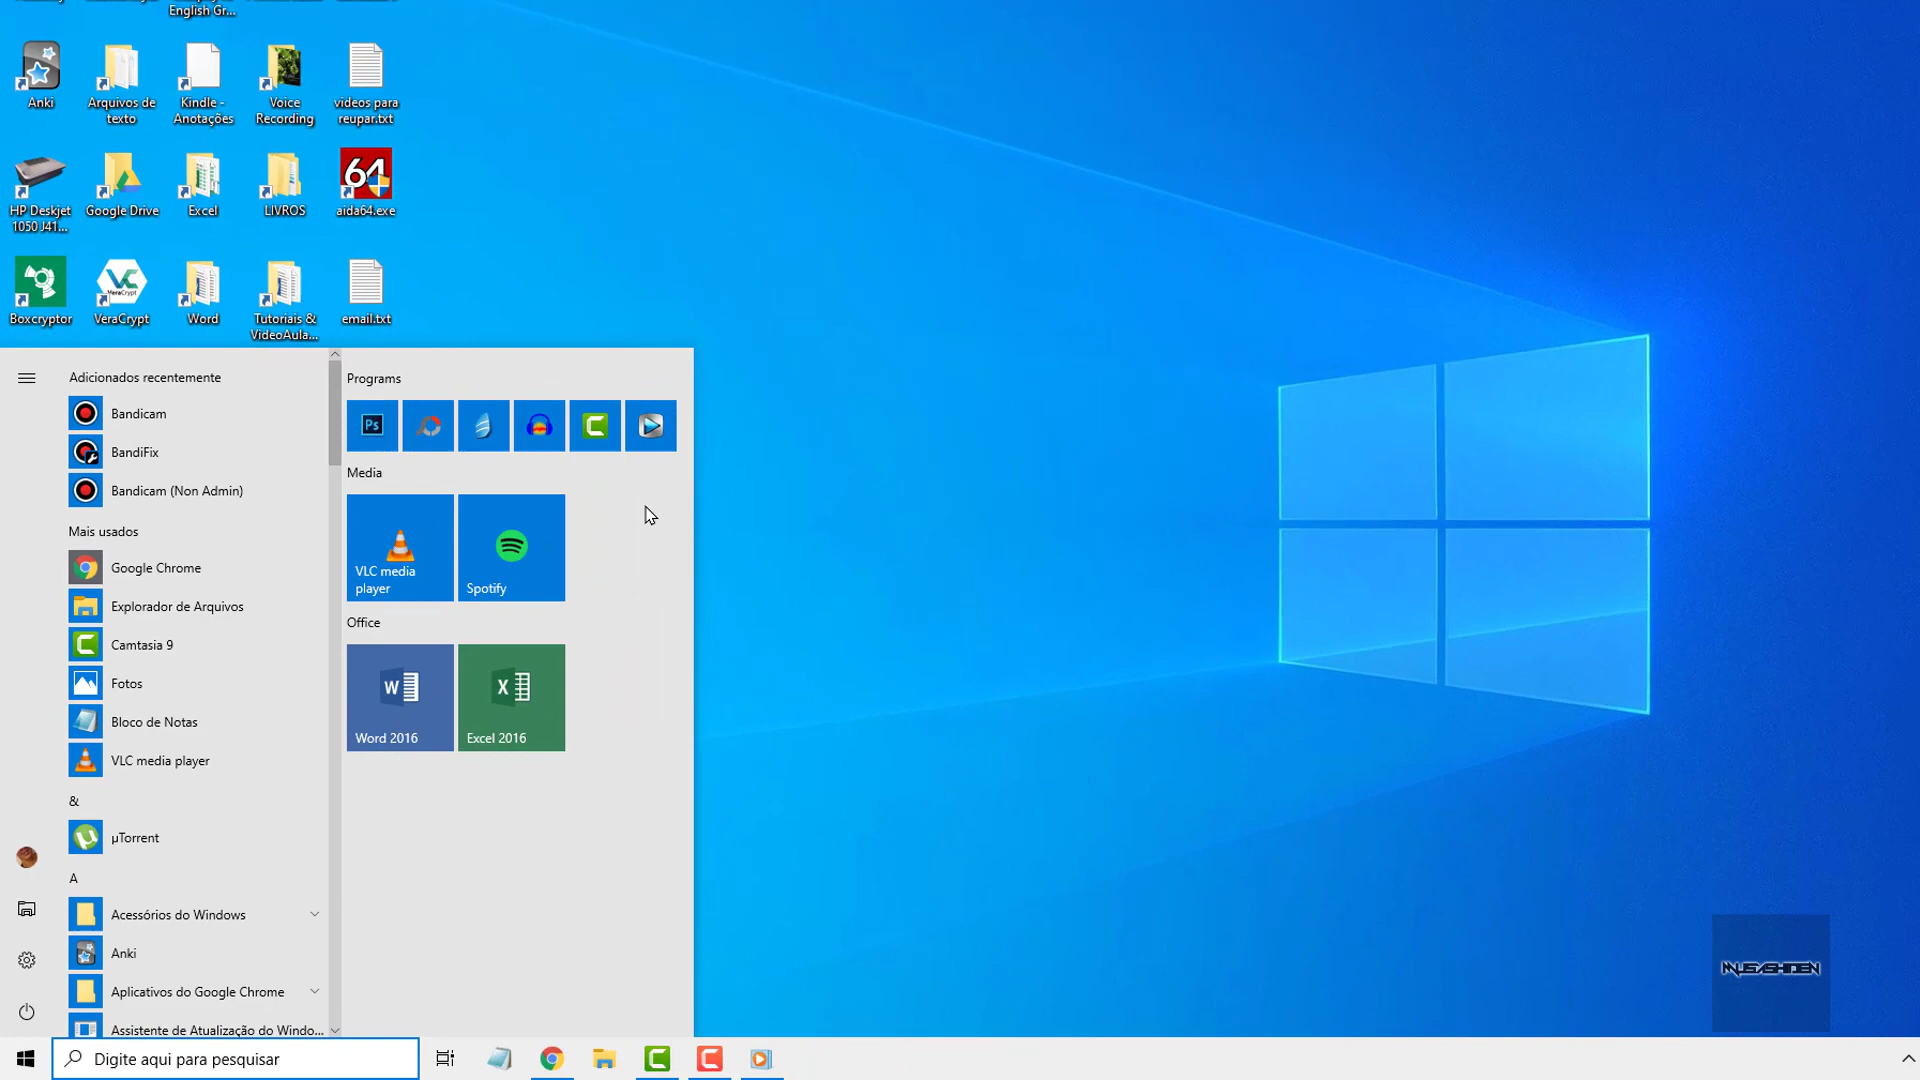 English Gr...
Anki
Arquivos de
texto
Kindle -
Anotações
Voice
Recording
videos para
reupar.txt
64
HP Deskjet
1050 J41...
Google Drive
Excel
LIVROS
aida64.exe
VC
VeraCrypt
Boxcryptor
VeraCrypt
Word
Tutoriais &
VideoAula...
email.txt
Adicionados recentemente
Bandicam
BandiFix
Bandicam (Non Admin)
Mais usados
Google Chrome
Explorador de Arquivos
Camtasia 9
Fotos
Bloco de Notas
VLC media player
&
µTorrent
A
Acessórios do Windows
Anki
Aplicativos do Google Chrome
Assistente de Atualização do Windo...
Programs
Ps
Media
VLC media
player
Spotify
Office
W
Word 2016
X
Excel 2016
Digite aqui para pesquisar